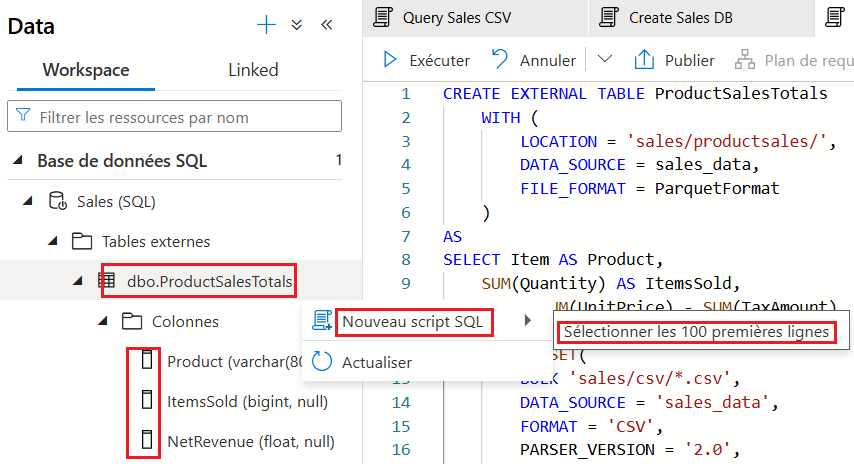 Data
Workspace
Linked
Filtrer les ressources par nom
Base de données SQL 1
Sales (SQL)
Tables externes
dbo.ProductSalesTotals
Colonnes
Product (varchar(80
ItemsSold (bigint, null)
NetRevenue (float, null)
Nouveau script SQL
Actualiser
Sélectionner les 100 premières lignes
Query Sales CSV
Create Sales DB
Exécuter
Annuler
Publier
Plan de requ
1 CREATE EXTERNAL TABLE ProductSalesTotals
2 WITH (
3 LOCATION = 'sales/productsales/',
4 DATA_SOURCE = sales_data,
5 FILE_FORMAT = ParquetFormat
6 )
7 AS
8 SELECT Item AS Product,
9 SUM(Quantity) AS ItemsSold,
UM(UnitPrice) - SUM(TaxAmount)
SET(
BULK 'sales/csv/*.csv',
14 DATA_SOURCE = 'sales_data',
15 FORMAT = 'CSV',
16 PARSER_VERSION = '2.0',